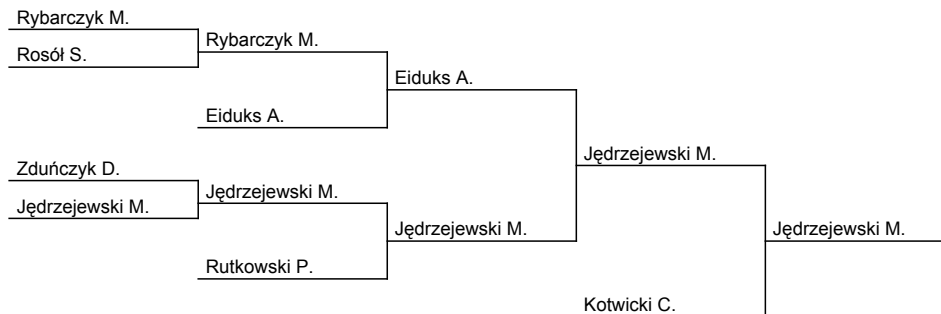 Rybarczyk M.
Rosół S.
Rybarczyk M.
Eiduks A.
Eiduks A.
Zduńczyk D.
Jędrzejewski M.
Jędrzejewski M.
Rutkowski P.
Jędrzejewski M.
Jędrzejewski M.
Kotwicki C.
Jędrzejewski M.